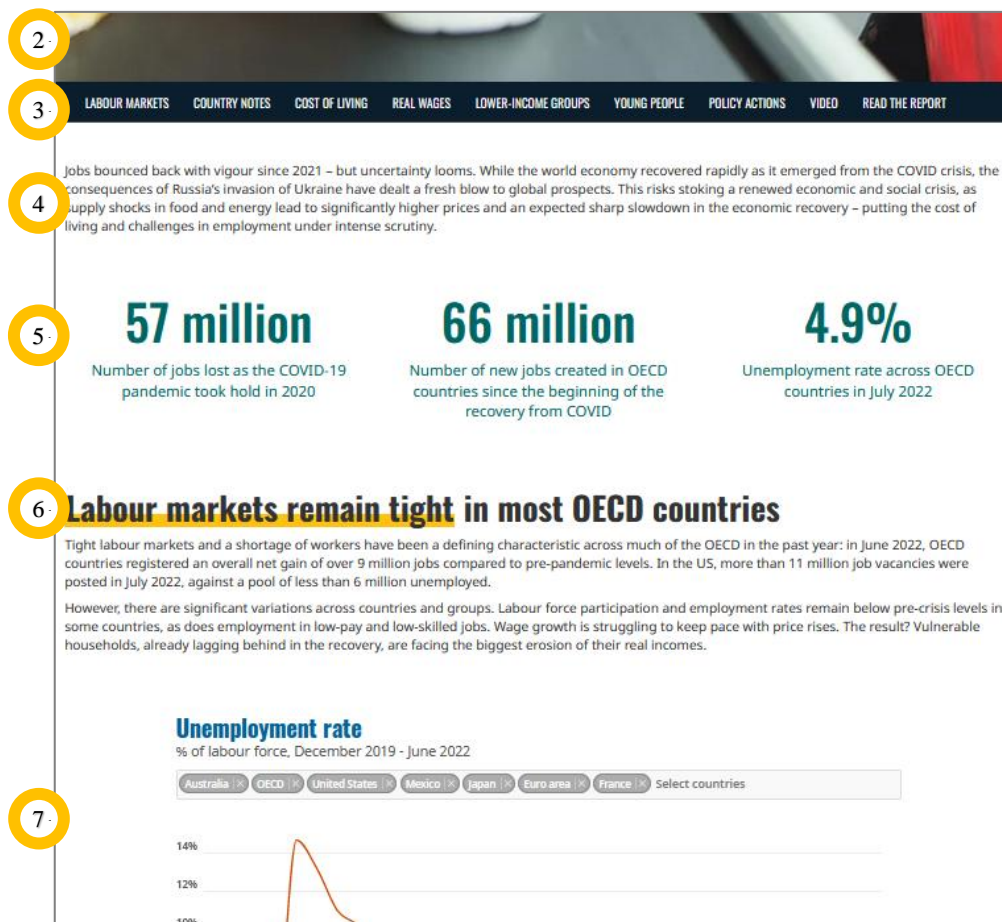 2
3
LABOUR MARKETS COUNTRY NOTES COST OF LIVING REAL WAGES LOWER-INCOME GROUPS YOUNG PEOPLE POLICY ACTIONS VIDEO READ THE REPORT
Jobs bounced back with vigour since 2021 – but uncertainty looms. While the world economy recovered rapidly as it emerged from the COVID crisis, the
consequences of Russia's invasion of Ukraine have dealt a fresh blow to global prospects. This risks stoking a renewed economic and social crisis, as
4
supply shocks in food and energy lead to significantly higher prices and an expected sharp slowdown in the economic recovery – putting the cost of
living and challenges in employment under intense scrutiny.
5
57 million
Number of jobs lost as the COVID-19
pandemic took hold in 2020
66 million
Number of new jobs created in OECD
countries since the beginning of the
recovery from COVID
4.9%
Unemployment rate across OECD
countries in July 2022
6
Labour markets remain tight in most OECD countries
Tight labour markets and a shortage of workers have been a defining characteristic across much of the OECD in the past year: in June 2022, OECD
countries registered an overall net gain of over 9 million jobs compared to pre-pandemic levels. In the US, more than 11 million job vacancies were
posted in July 2022, against a pool of less than 6 million unemployed.
However, there are significant variations across countries and groups. Labour force participation and employment rates remain below pre-crisis levels in
some countries, as does employment in low-pay and low-skilled jobs. Wage growth is struggling to keep pace with price rises. The result? Vulnerable
households, already lagging behind in the recovery, are facing the biggest erosion of their real incomes.
Unemployment rate
% of labour force, December 2019 - June 2022
Australia OECD United States Mexico Japan Euro area France Select countries
7
14%
12%
10%